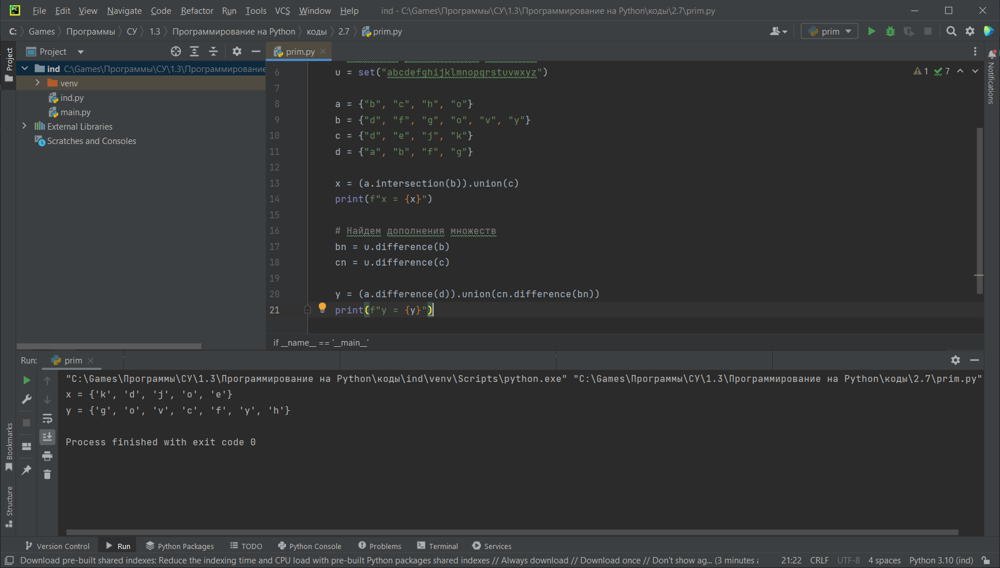 File Edit View Navigate Code Refactor Run Tools VCS Window Help ind - C:\Games\Программы\СУ\1.3\Программирование на Python\коды\2.7\prim.py
C: Games Программы СУ 1.3 Программирование на Python коды 2.7 prim.py prim
Project
Project
prim.py
ind C:\Games\Программы\СУ\1.3\Программирование
venv
ind.py
main.py
External Libraries
Scratches and Consoles
1 7
Notifications
6 u = set("abcdefghijklmnopqrstuvwxyz")
7
8 a = {"b", "c", "h", "o"}
9 b = {"d", "f", "g", "o", "v", "y"}
10 c = {"d", "e", "j", "k"}
11 d = {"a", "b", "f", "g"}
12
13 x = (a.intersection(b)).union(c)
14 print(f"x = {x}")
15
16 # Найдем дополнения множеств
17 bn = u.difference(b)
18 cn = u.difference(c)
19
20 y = (a.difference(d)).union(cn.difference(bn))
21 print(f"y = {y}")
if __name__ == '__main__'
Run: prim
"C:\Games\Программы\СУ\1.3\Программирование на Python\коды\ind\venv\Scripts\python.exe" "C:\Games\Программы\СУ\1.3\Программирование на Python\коды\2.7\prim.py"
x = {'k', 'd', 'j', 'o', 'e'}
y = {'g', 'o', 'v', 'c', 'f', 'y', 'h'}
Process finished with exit code 0
Bookmarks
Structure
Version Control Run Python Packages TODO Python Console Problems Terminal Services
Download pre-built shared indexes: Reduce the indexing time and CPU load with pre-built Python packages shared indexes // Always download // Download once // Don't show ag... (3 minutes a 21:22 CRLF UTF-8 4 spaces Python 3.10 (ind)